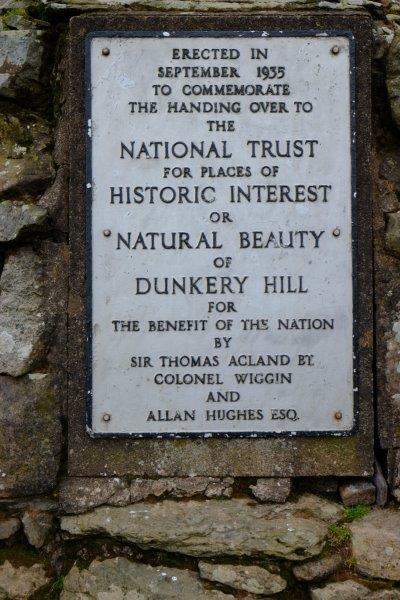 ERECTED IN
SEPTEMBER 1935
TO COMMEMORATE
THE HANDING OVER TO
THE
NATIONAL TRUST
FOR PLACES OF
HISTORIC INTEREST
OR
NATURAL BEAUTY
OF
DUNKERY HILL
FOR
THE BENEFIT OF THE NATION
BY
SIR THOMAS ACLAND BT.
COLONEL WIGGIN
AND
ALLAN HUGHES ESQ.